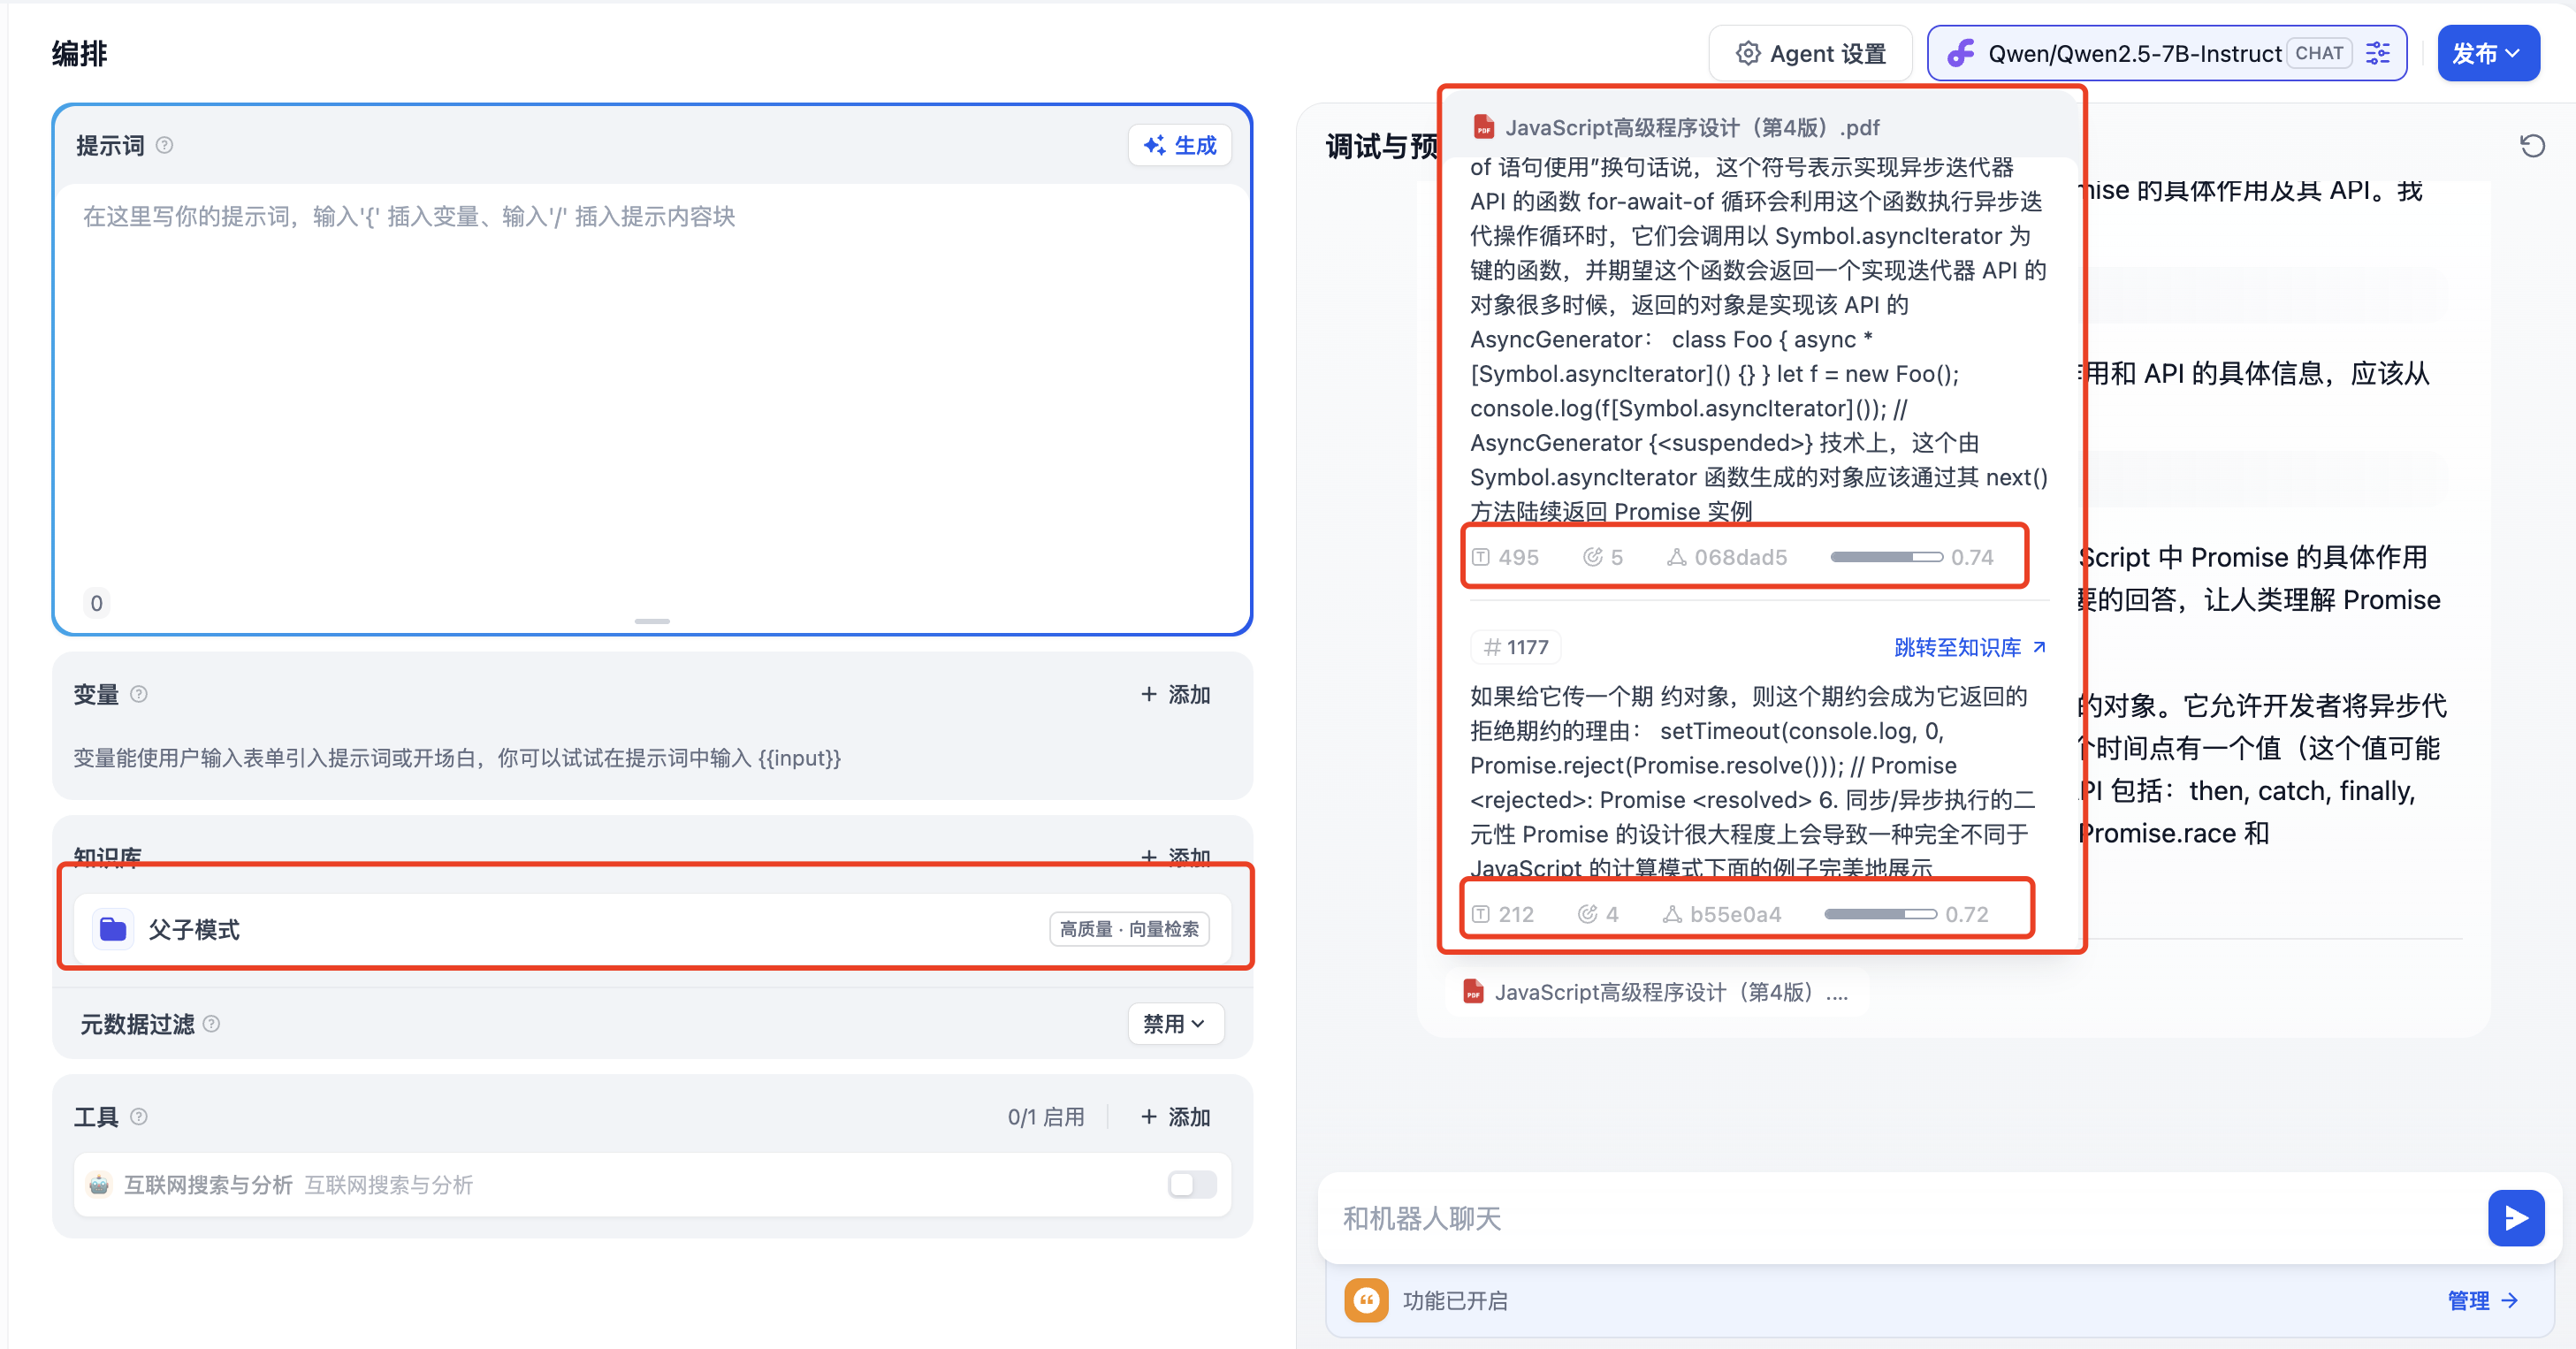 编排
Agent 设置
Qwen/Qwen2.5-7B-Instruct CHAT
发布
提示词
生成
在这里写你的提示词，输入'{' 插入变量、输入'/' 插入提示内容块
0
变量
+ 添加
变量能使用户输入表单引入提示词或开场白，你可以试试在提示词中输入 {{input}}
知识库
+ 添加
父子模式
高质量 · 向量检索
元数据过滤
禁用
工具
0/1 启用
+ 添加
互联网搜索与分析 互联网搜索与分析
调试与预
JavaScript高级程序设计（第4版）.pdf
of 语句使用”换句话说，这个符号表示实现异步迭代器
API 的函数 for-await-of 循环会利用这个函数执行异步迭
代操作循环时，它们会调用以 Symbol.asyncIterator 为
键的函数，并期望这个函数会返回一个实现迭代器 API 的
对象很多时候，返回的对象是实现该 API 的
AsyncGenerator： class Foo { async *
[Symbol.asyncIterator]() {} } let f = new Foo();
console.log(f[Symbol.asyncIterator]()); //
AsyncGenerator {<suspended>} 技术上，这个由
Symbol.asyncIterator 函数生成的对象应该通过其 next()
方法陆续返回 Promise 实例
495 5 068dad5 0.74
# 1177
跳转至知识库
如果给它传一个期 约对象，则这个期约会成为它返回的
拒绝期约的理由： setTimeout(console.log, 0,
Promise.reject(Promise.resolve())); // Promise
<rejected>: Promise <resolved> 6. 同步/异步执行的二
元性 Promise 的设计很大程度上会导致一种完全不同于
JavaScript 的计算模式下面的例子完美地展示
212 4 b55e0a4 0.72
mise 的具体作用及其 API。我
用和 API 的具体信息，应该从
Script 中 Promise 的具体作用
要的回答，让人类理解 Promise
的对象。它允许开发者将异步代
个时间点有一个值（这个值可能
PI 包括：then, catch, finally,
Promise.race 和
JavaScript高级程序设计（第4版）....
和机器人聊天
功能已开启
管理